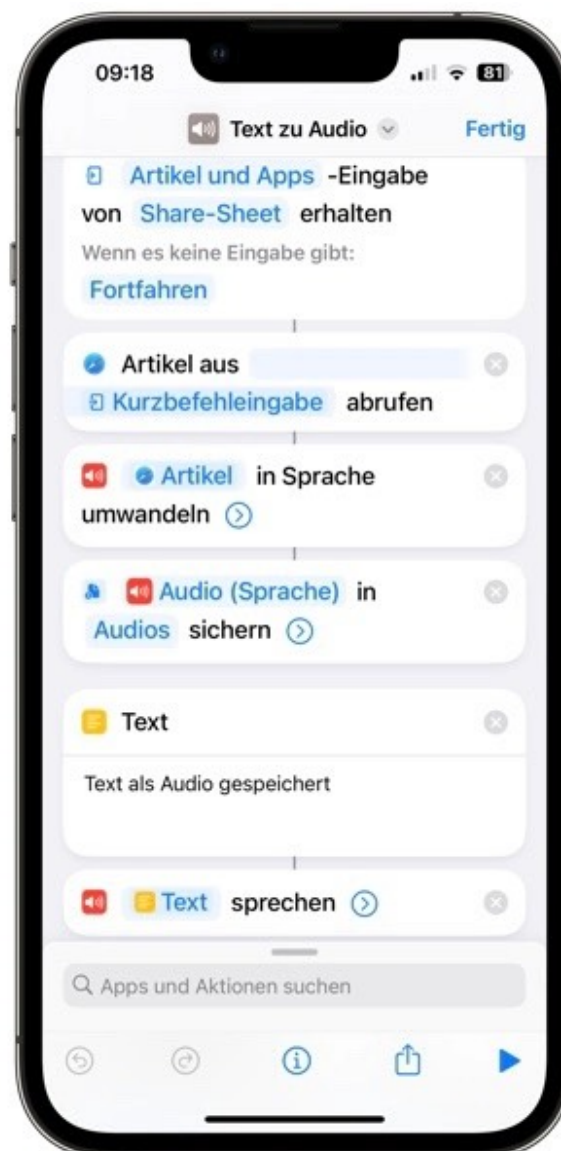 09:18
81
Text zu Audio
Fertig
Artikel und Apps -Eingabe
von Share-Sheet erhalten
Wenn es keine Eingabe gibt:
Fortfahren
Artikel aus
Kurzbefehleingabe abrufen
Artikel in Sprache
umwandeln
Audio (Sprache) in
Audios sichern
Text
Text als Audio gespeichert
Text sprechen
Apps und Aktionen suchen